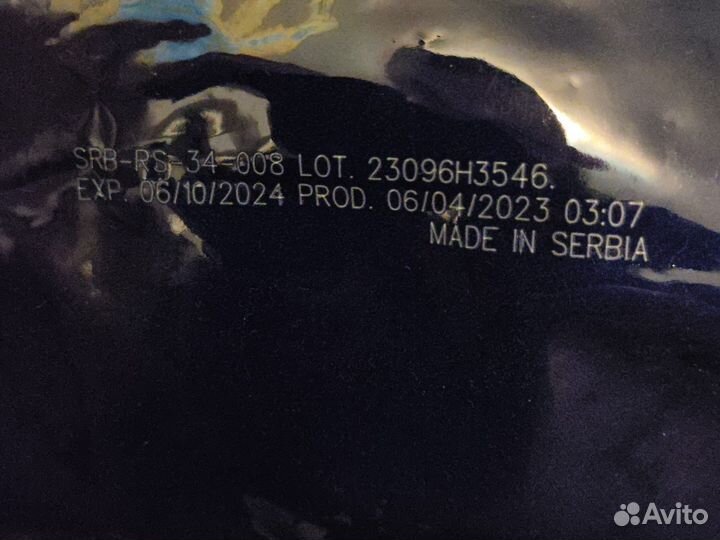 SRB-RS-34-008 LOT. 23096H3546.
EXP. 06/10/2024 PROD. 06/04/2023 03:07
MADE IN SERBIA
Avito